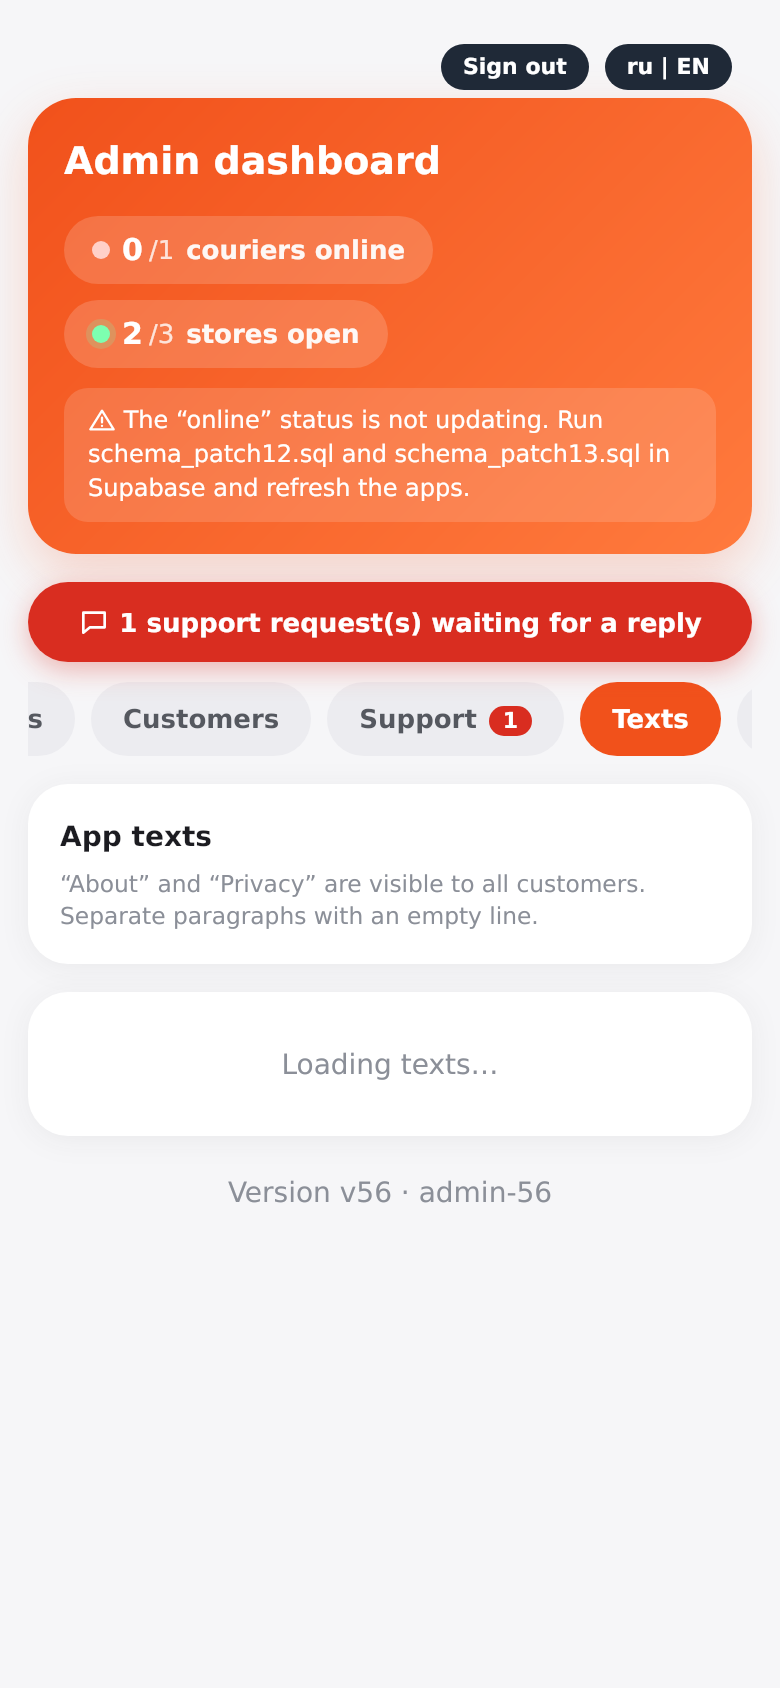 Sign out
ru | EN
Admin dashboard
0 /1 couriers online
2 /3 stores open
The “online” status is not updating. Run
schema_patch12.sql and schema_patch13.sql in
Supabase and refresh the apps.
1 support request(s) waiting for a reply
s
Customers
Support 1
Texts
App texts
“About” and “Privacy” are visible to all customers.
Separate paragraphs with an empty line.
Loading texts…
Version v56 · admin-56